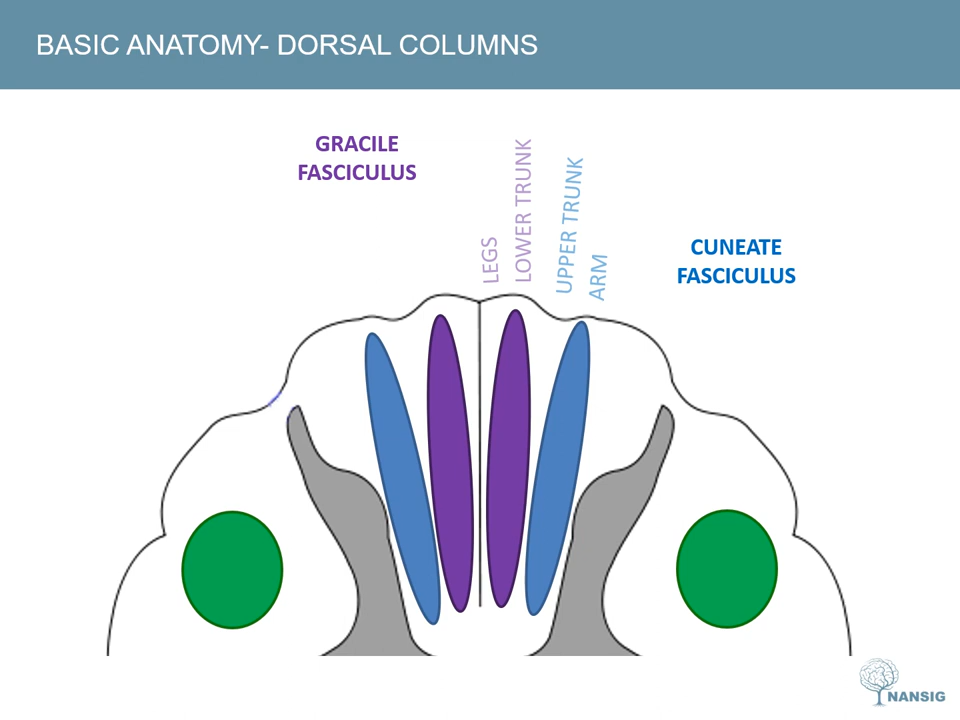 BASIC ANATOMY- DORSAL COLUMNS
GRACILE
FASCICULUS
LEGS
LOWER TRUNK
UPPER TRUNK
ARM
CUNEATE
FASCICULUS
NANSIG